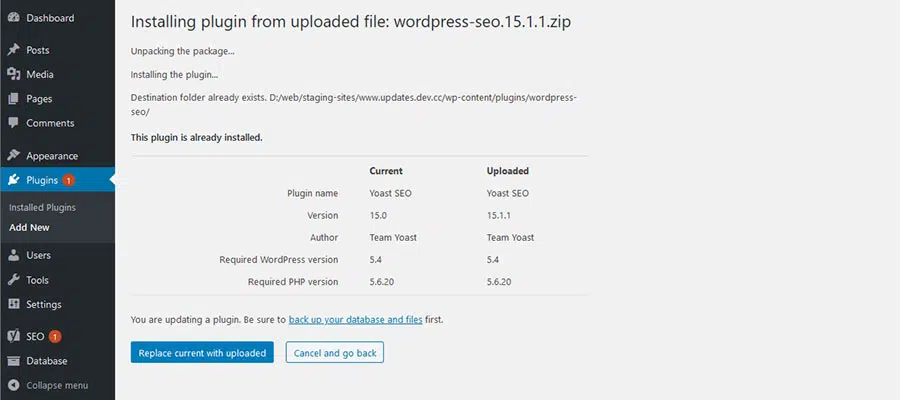 Dashboard
Posts
Media
Pages
Comments
Appearance
Plugins 1
Installed Plugins
Add New
Users
Tools
Settings
SEO 1
Database
Collapse menu
Installing plugin from uploaded file: wordpress-seo.15.1.1.zip
Unpacking the package...
Installing the plugin...
Destination folder already exists. D:/web/staging-sites/www.updates.dev.cc/wp-content/plugins/wordpress-
seo/
This plugin is already installed.
Current Uploaded
Plugin name Yoast SEO Yoast SEO
Version 15.0 15.1.1
Author Team Yoast Team Yoast
Required WordPress version 5.4 5.4
Required PHP version 5.6.20 5.6.20
You are updating a plugin. Be sure to back up your database and files first.
Replace current with uploaded Cancel and go back